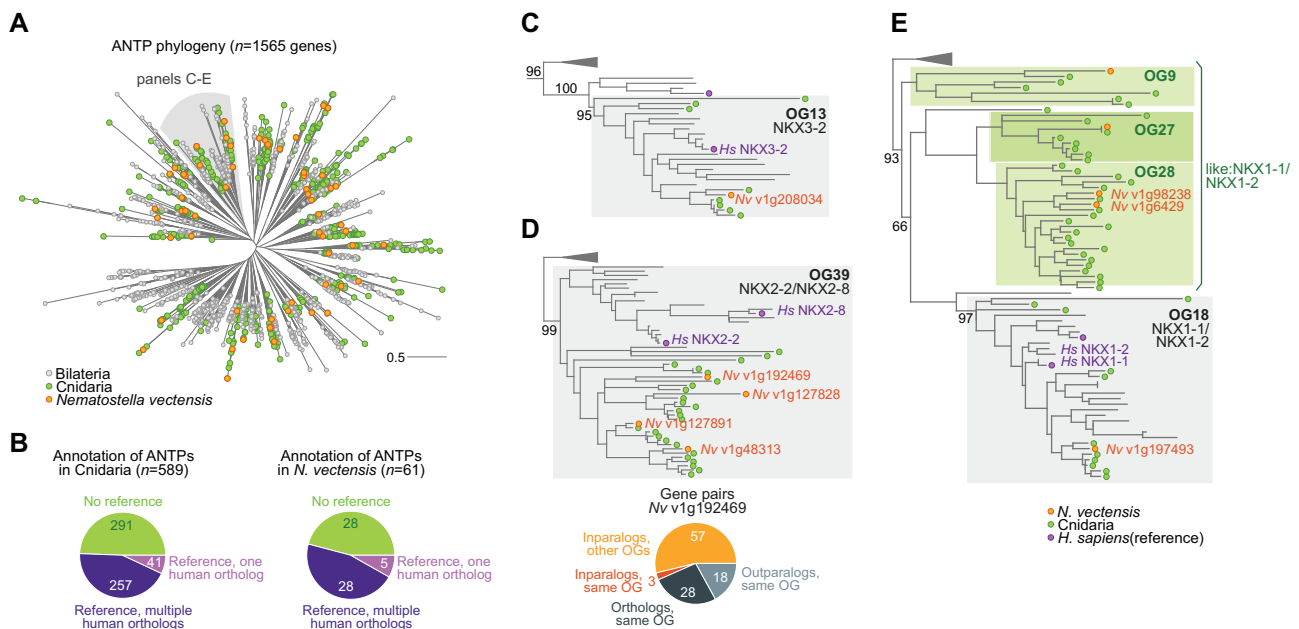 A
ANTP phylogeny (n=1565 genes)
panels C-E
0.5
Bilateria
Cnidaria
Nematostella vectensis
B
Annotation of ANTPs
in Cnidaria (n=589)
No reference
291
41
Reference, one
human ortholog
257
Reference, multiple
human orthologs
Annotation of ANTPs
in N. vectensis (n=61)
No reference
28
5
Reference, one
human ortholog
28
Reference, multiple
human orthologs
C
96
100
95
OG13
NKX3-2
Hs NKX3-2
Nv v1g208034
D
OG39
NKX2-2/NKX2-8
Hs NKX2-8
99
Hs NKX2-2
Nv v1g192469
Nv v1g127828
Nv v1g127891
Nv v1g48313
Gene pairs
Nv v1g192469
Inparalogs,
other OGs
57
Inparalogs,
same OG
3
28
18
Outparalogs,
same OG
Orthologs,
same OG
E
OG9
OG27
93
OG28
like:NKX1-1/
NKX1-2
Nv v1g98238
Nv v1g6429
66
97
OG18
NKX1-1/
NKX1-2
Hs NKX1-2
Hs NKX1-1
Nv v1g197493
N. vectensis
Cnidaria
H. sapiens(reference)